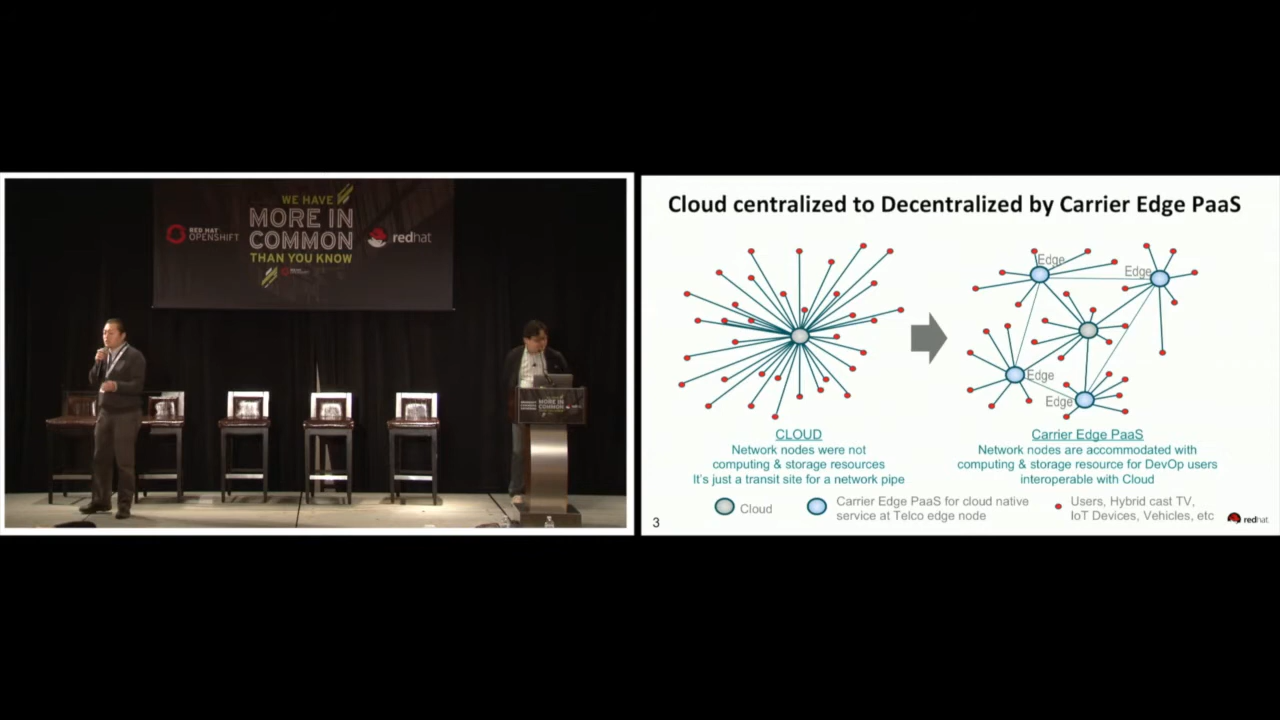 WE HAVE
MORE IN
COMMON
THAN YOU KNOW
RED HAT
OPENSHIFT
redhat
MORE IN
COMMON
Cloud centralized to Decentralized by Carrier Edge PaaS
Edge
Edge
Edge
Edge
CLOUD
Network nodes were not
computing & storage resources
It's just a transit site for a network pipe
Carrier Edge PaaS
Network nodes are accommodated with
computing & storage resource for DevOp users
interoperable with Cloud
Cloud
Carrier Edge PaaS for cloud native
service at Telco edge node
Users, Hybrid cast TV,
IoT Devices, Vehicles, etc
3
redhat